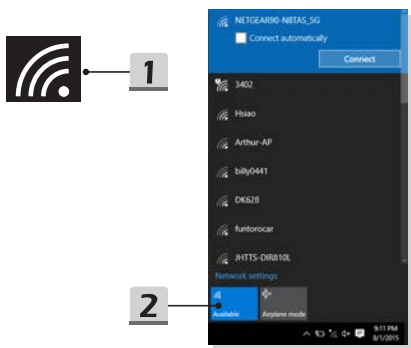 NETGEAR90-NBTAS_5G
Connect automatically
Connect
1
3402
Hsiao
Arthur-AP
billy0441
DK628
funtorocar
JHTTS-DIR810L
Network settings
2
Available
Airplane mode
9:11 PM
8/1/2015